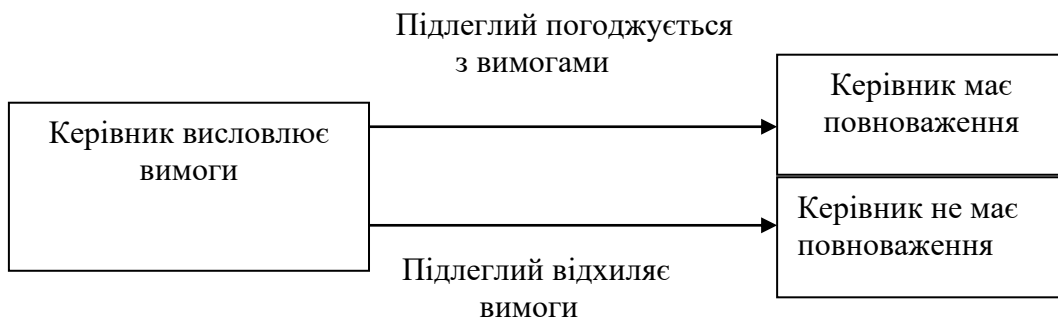 Підлеглий погоджується
з вимогами
Керівник має
повноваження
Керівник висловлює
вимоги
Керівник не має
повноваження
Підлеглий відхиляє
вимоги